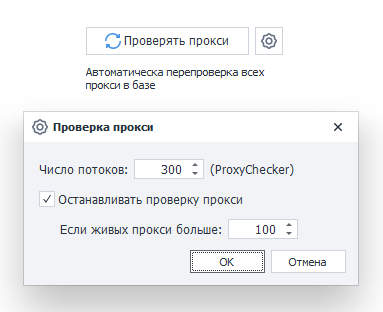 Проверять прокси
Автоматическа перепроверка всех
прокси в базе
Проверка прокси
Число потоков: 300 (ProxyChecker)
Останавливать проверку прокси
Если живых прокси больше: 100
OK Отмена